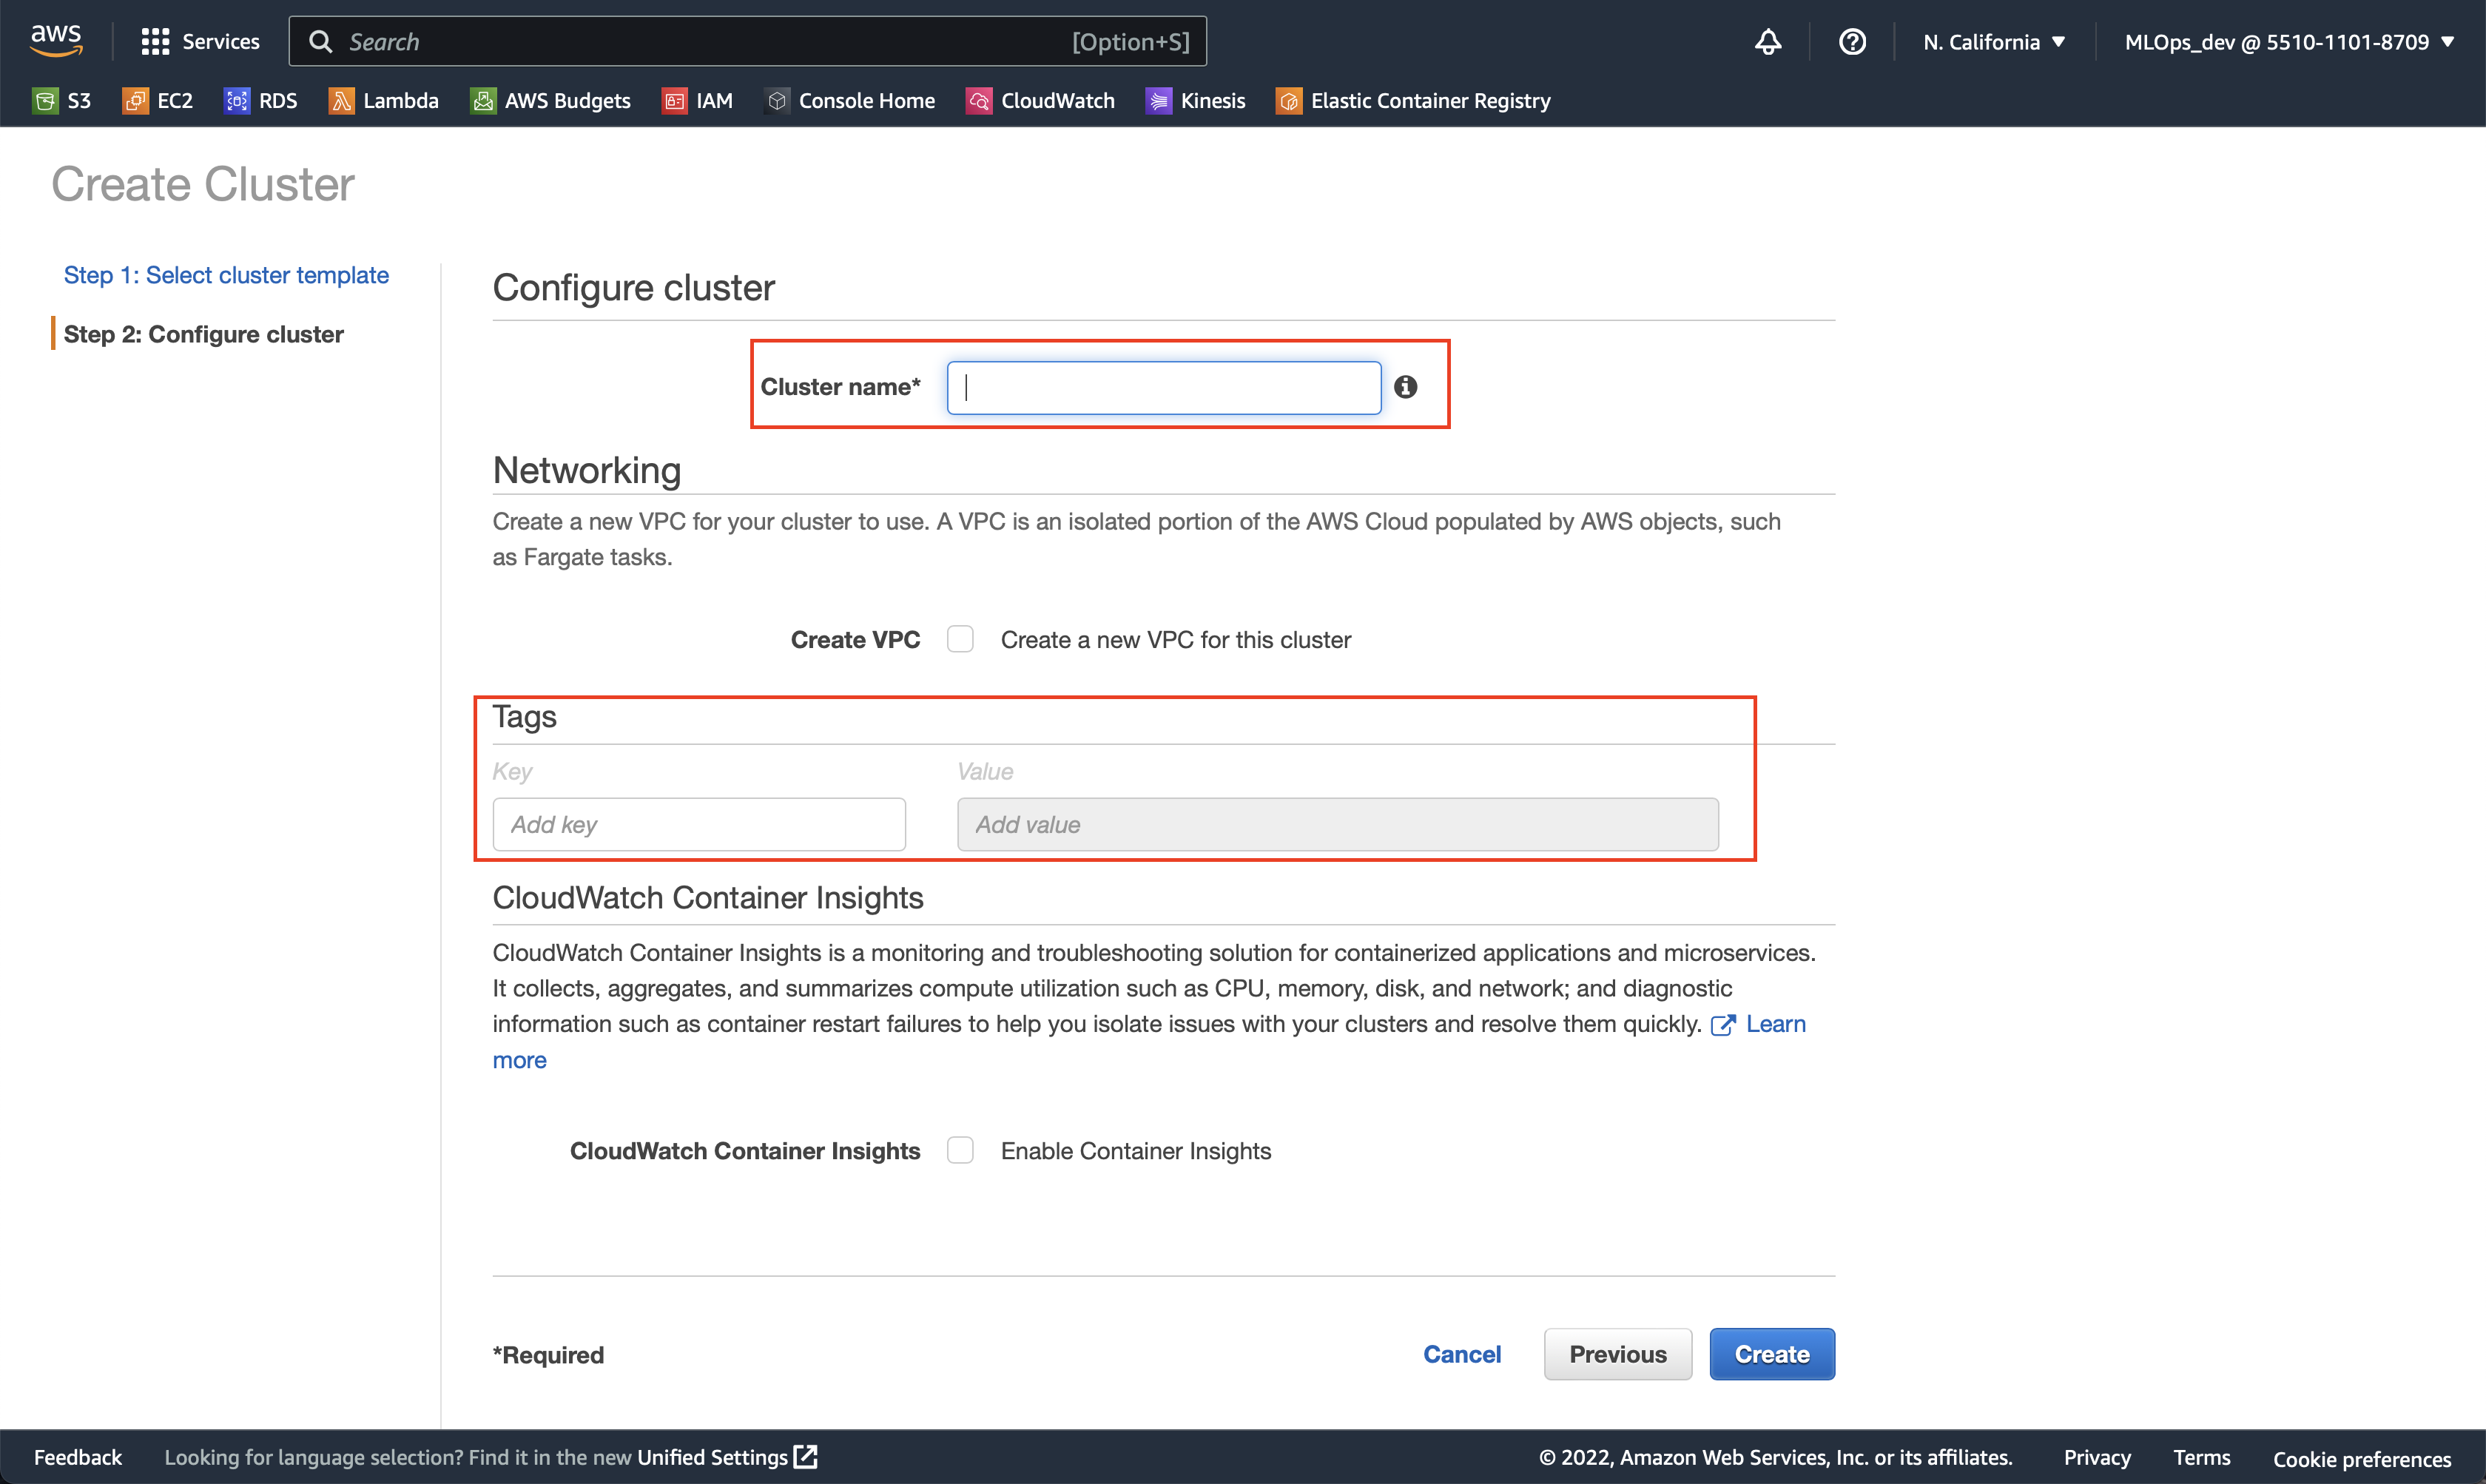 aws
Services
Search
[Option+S]
N. California
MLOps_dev @ 5510-1101-8709
S3
EC2
RDS
Lambda
AWS Budgets
IAM
Console Home
CloudWatch
Kinesis
Elastic Container Registry
Create Cluster
Step 1: Select cluster template
Step 2: Configure cluster
Configure cluster
Cluster name*
Networking
Create a new VPC for your cluster to use. A VPC is an isolated portion of the AWS Cloud populated by AWS objects, such
as Fargate tasks.
Create VPC
Create a new VPC for this cluster
Tags
Key
Value
Add key
Add value
CloudWatch Container Insights
CloudWatch Container Insights is a monitoring and troubleshooting solution for containerized applications and microservices.
It collects, aggregates, and summarizes compute utilization such as CPU, memory, disk, and network; and diagnostic
information such as container restart failures to help you isolate issues with your clusters and resolve them quickly. Learn
more
CloudWatch Container Insights
Enable Container Insights
*Required
Cancel
Previous
Create
Feedback
Looking for language selection? Find it in the new Unified Settings
© 2022, Amazon Web Services, Inc. or its affiliates.
Privacy
Terms
Cookie preferences